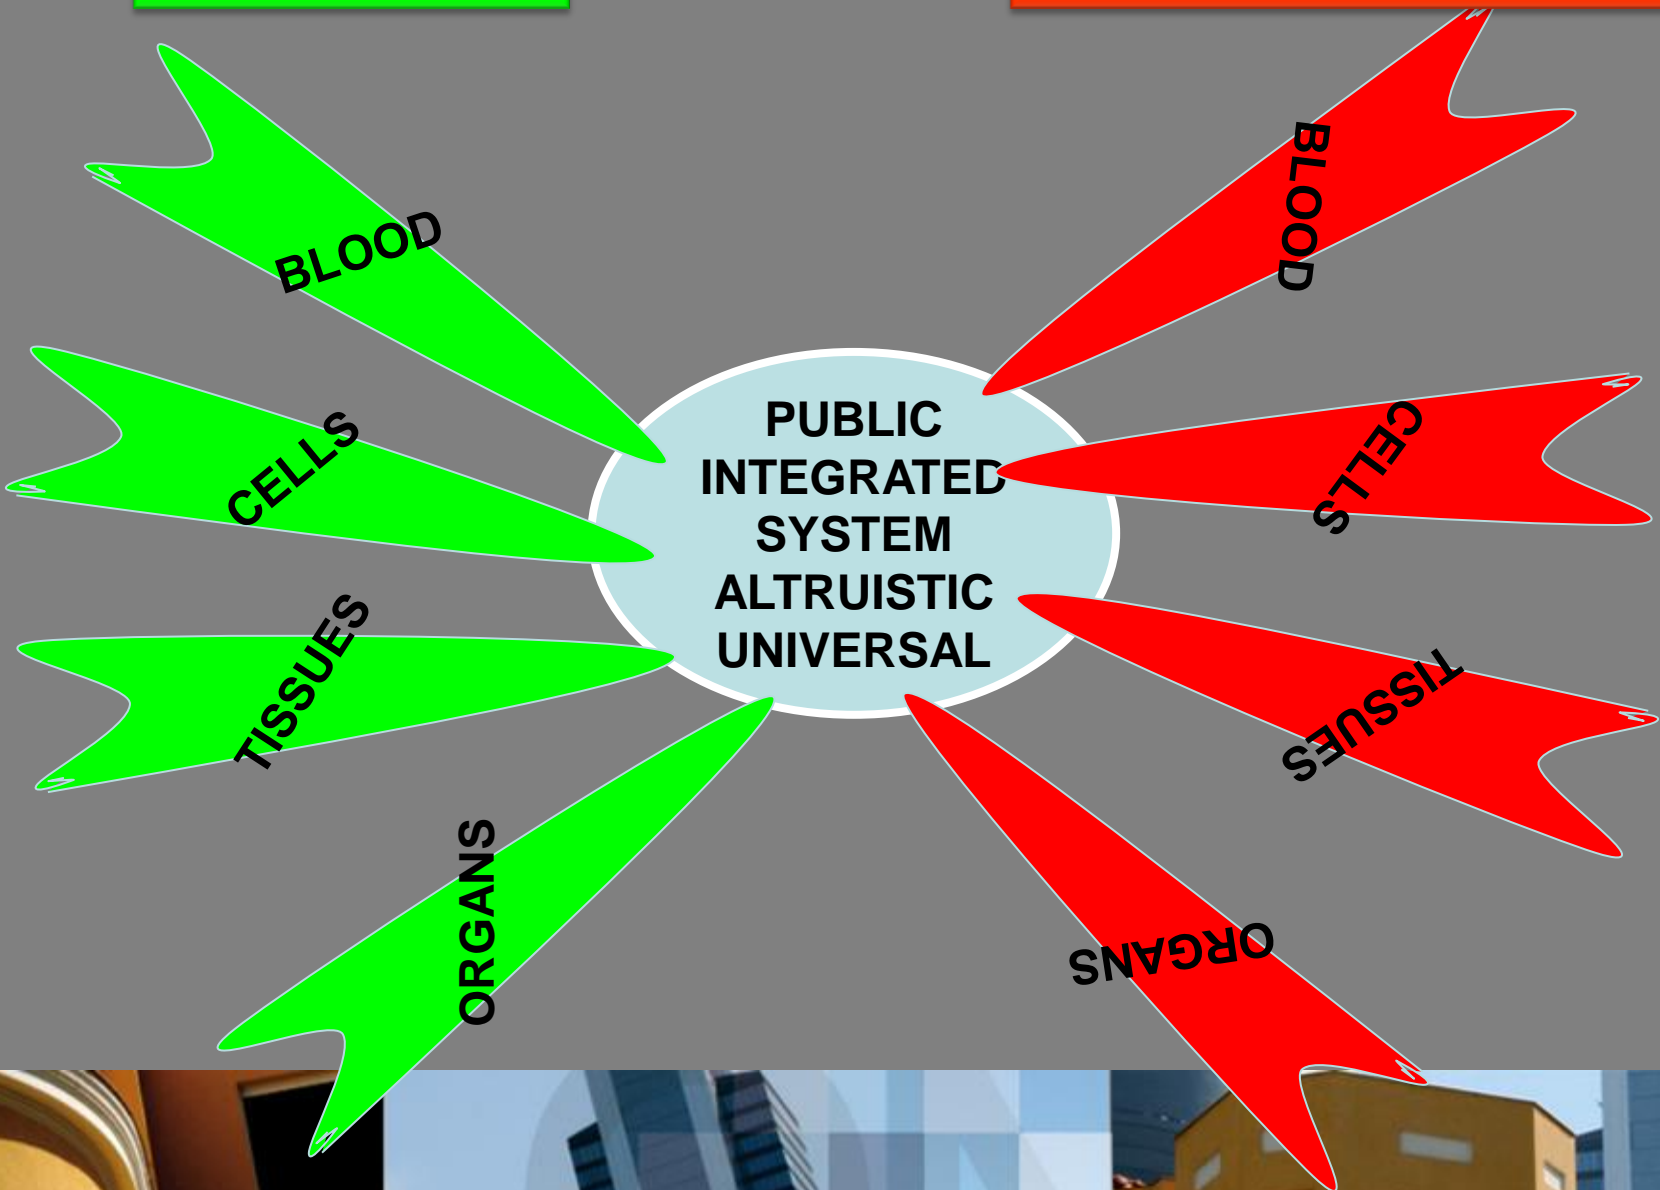 BLOOD
CELLS
TISSUES
ORGANS
PUBLIC
INTEGRATED
SYSTEM
ALTRUISTIC
UNIVERSAL
BLOOD
CELLS
TISSUES
ORGANS